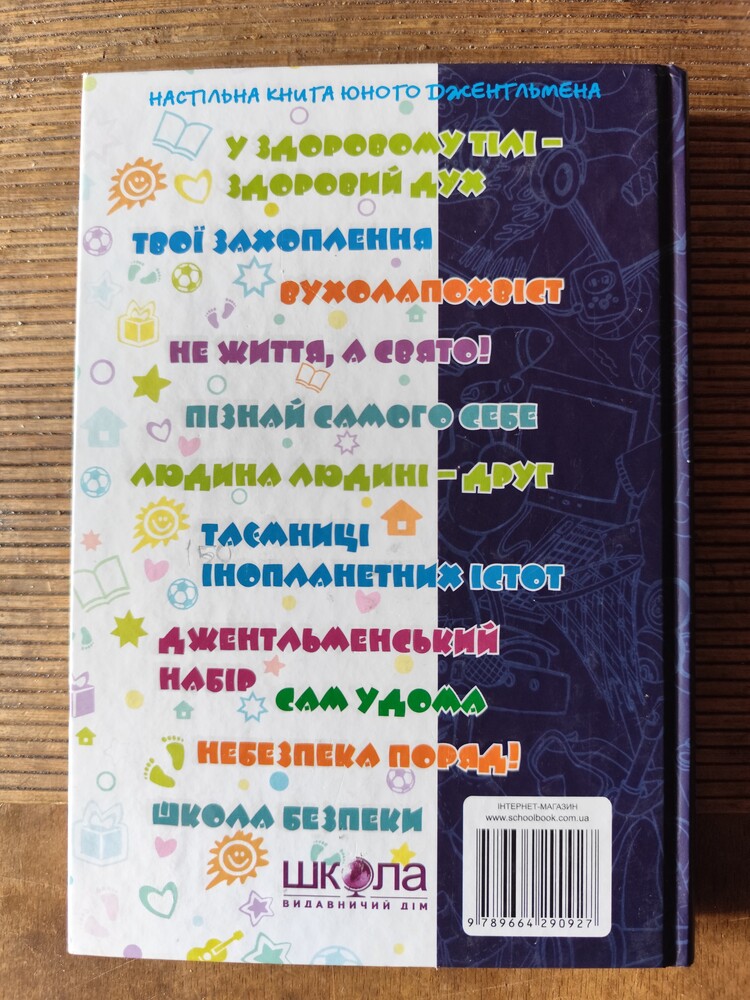 НАСТІЛЬНА КНИГА ЮНОГО ДЖЕНТЛЬМЕНА
У ЗДОРОВОМУ ТІЛІ –
ЗДОРОВИЙ ДУХ
ТВОЇ ЗАХОПЛЕННЯ
ВУХОЛАПОХВІСТ
НЕ ЖИТТЯ, А СВЯТО!
ПІЗНАЙ САМОГО СЕБЕ
ЛЮДИНА ЛЮДИНІ – ДРУГ
ТАЄМНИЦІ
150
ІНОПЛАНЕТНИХ ІСТОТ
ДЖЕНТЛЬМЕНСЬКИЙ
НАБІР
САМ УДОМА
НЕБЕЗПЕКА ПОРЯД!
ШКОЛА БЕЗПЕКИ
ІНТЕРНЕТ-МАГАЗИН
www.schoolbook.com.ua
ШКОЛА
ВИДАВНИЧИЙ ДІМ
9 789664 290927